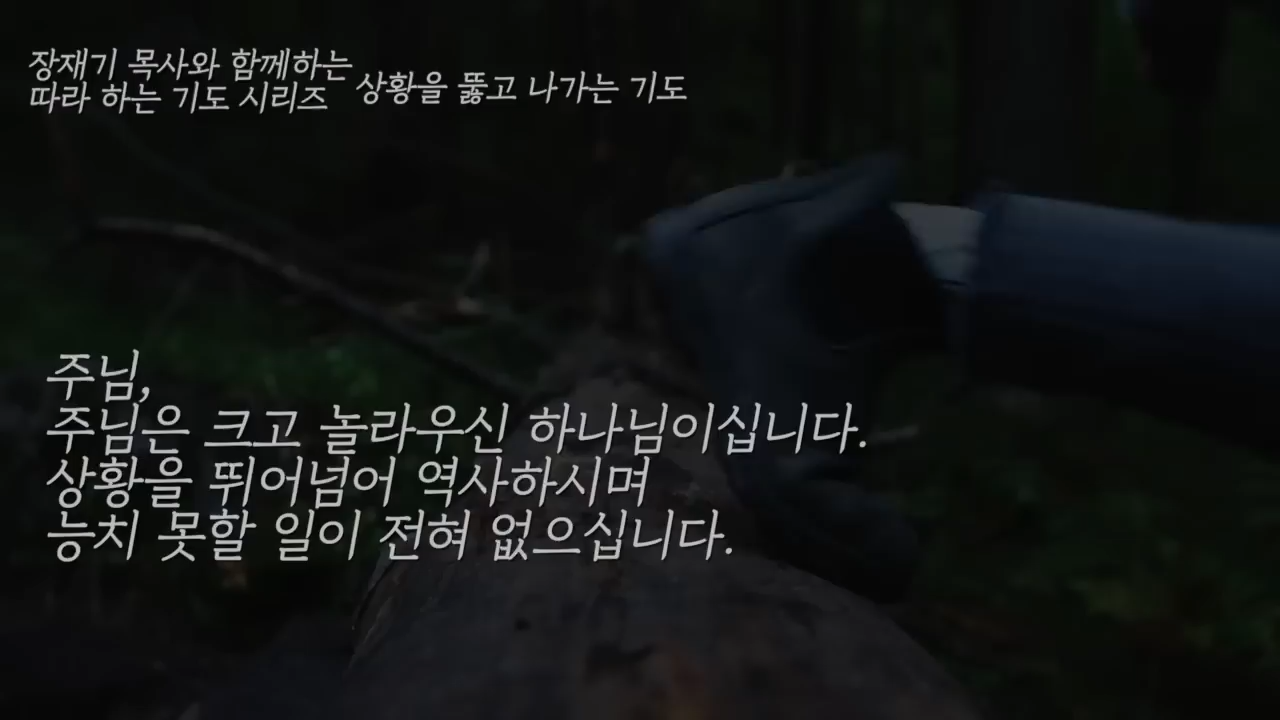 장재기 목사와 함께하는
따라 하는 기도 시리즈
상황을 뚫고 나가는 기도
주님,
주님은 크고 놀라우신 하나님이십니다.
상황을 뛰어넘어 역사하시며
능치 못할 일이 전혀 없으십니다.